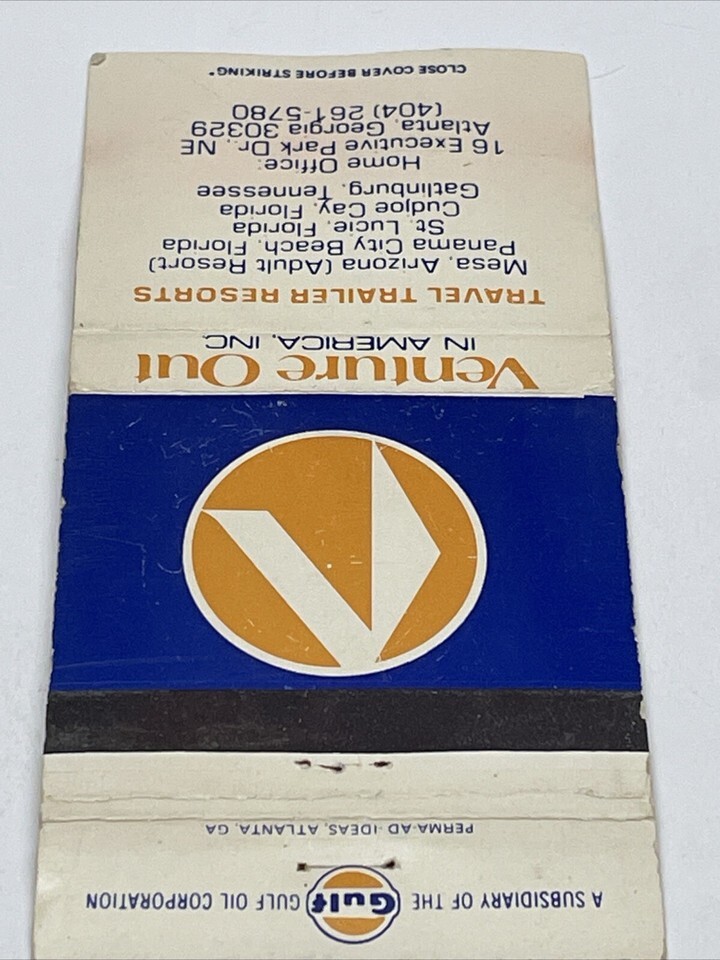 A SUBSIDIARY OF THE Gulf GULF OIL CORPORATION
PERMA-AD-IDEAS, ATLANTA, GA
Venture Out
IN AMERICA, INC.
TRAVEL TRAILER RESORTS
Mesa, Arizona (Adult Resort)
Panama City Beach, Florida
St. Lucie, Florida
Cudjoe Cay, Florida
Gatlinburg, Tennessee
Home Office:
16 Executive Park Dr., NE
Atlanta, Georgia 30329
(404) 261-5780
CLOSE COVER BEFORE STRIKING